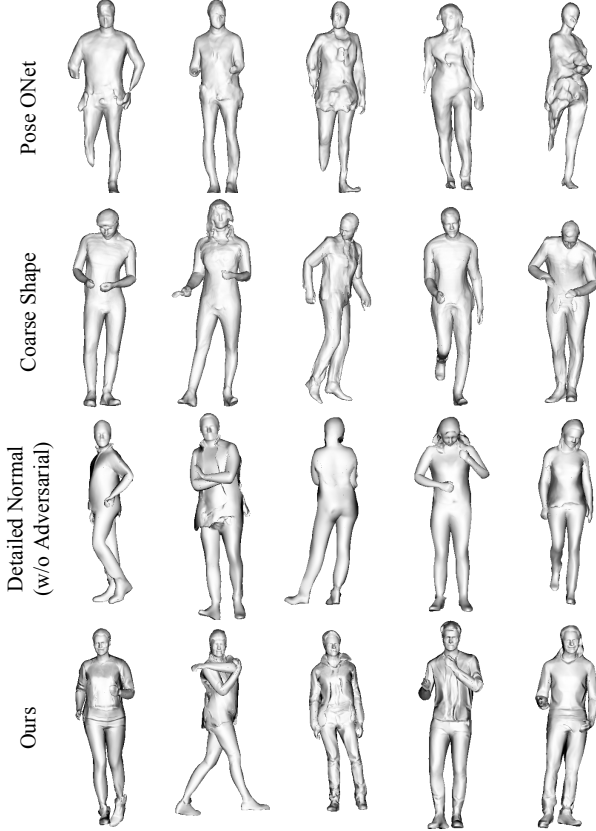 Pose ONet
Coarse Shape
Detailed Normal
(w/o Adversarial)
Ours